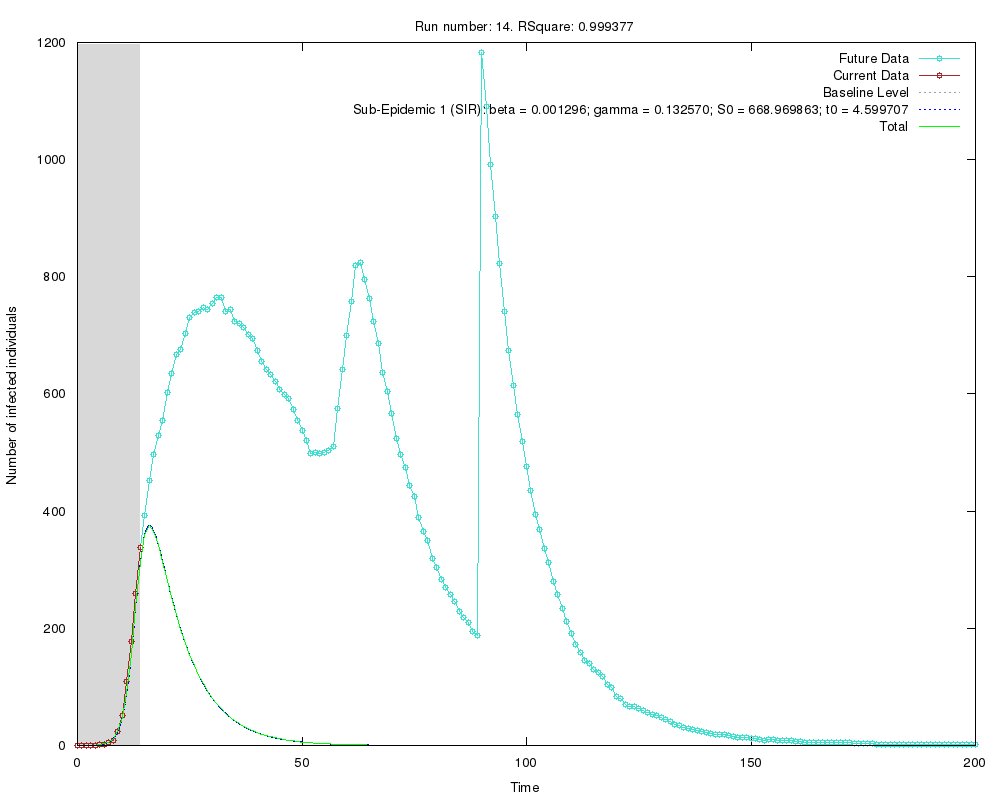 Run number: 14. RSquare: 0.999377
1200
1000
800
600
400
200
0
Number of infected individuals
Future Data
Current Data
Baseline Level
Sub-Epidemic 1 (SIR): beta = 0.001296; gamma = 0.132570; S0 = 668.969863; t0 = 4.599707
Total
0 50 100 150 200
Time